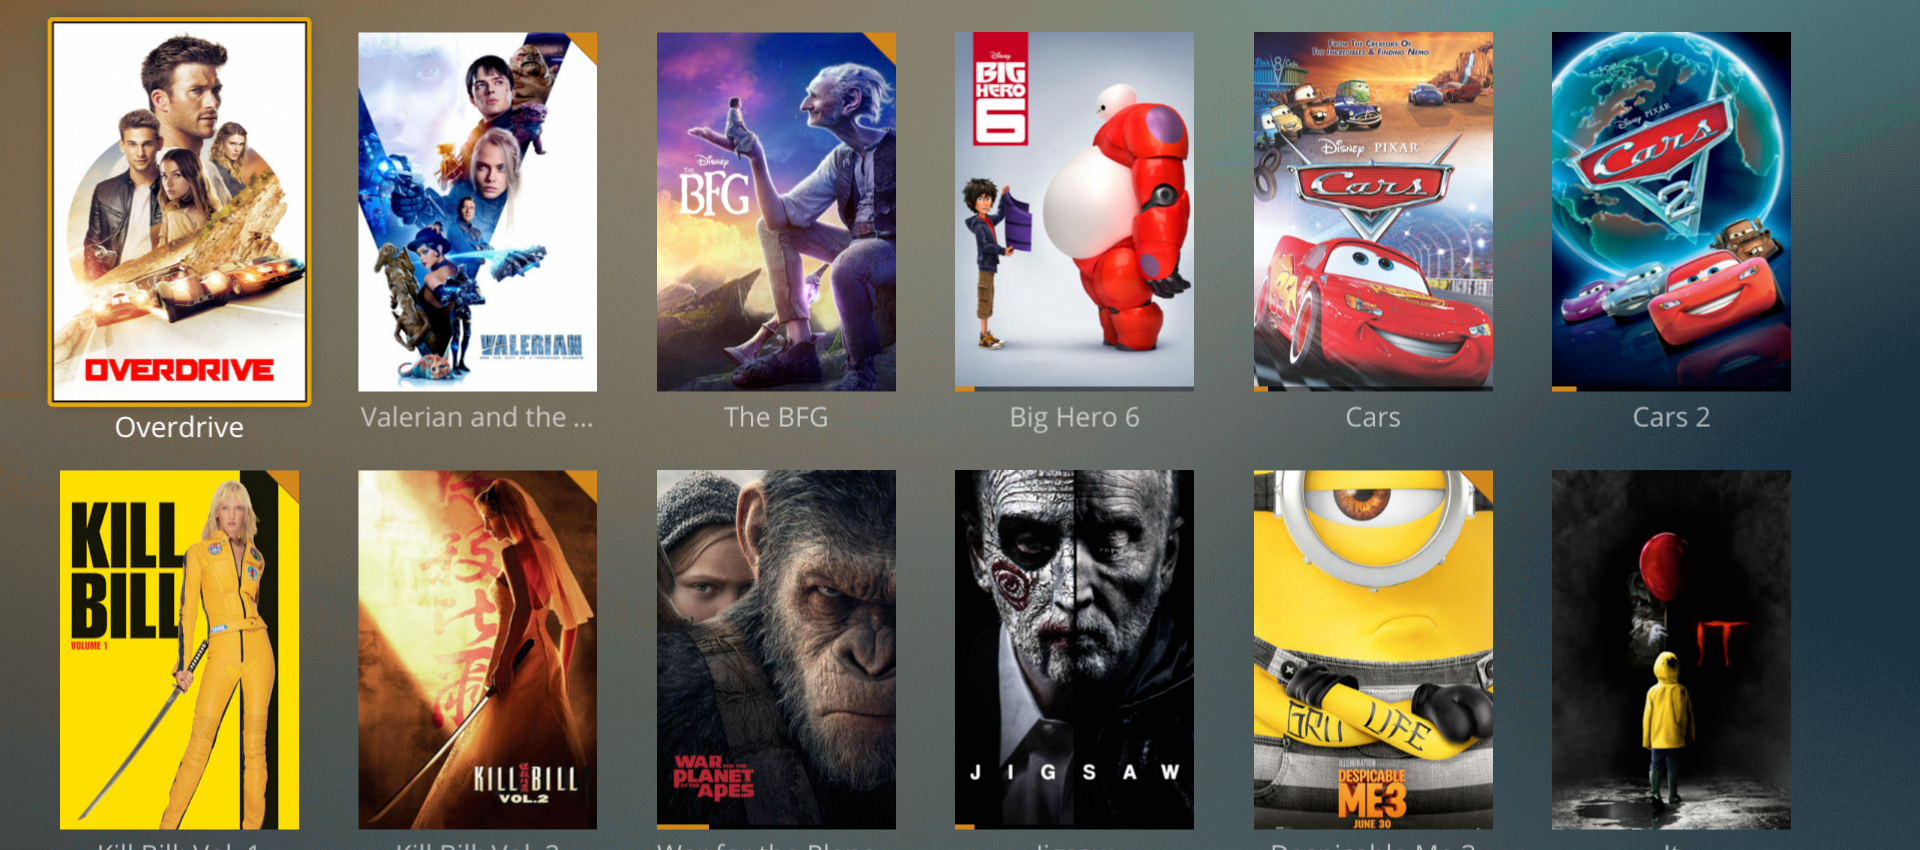 OVERDRIVE
Overdrive
VALERIAN
Valerian and the ...
Disney
THE
BFG
The BFG
Disney
BIG
HERO
6
Big Hero 6
FROM THE CREATORS OF
THE INCREDIBLES & FINDING NEMO
DISNEY · PIXAR
Cars
Cars
Disney PIXAR
Cars
2
Cars 2
KILL
BILL
VOLUME 1
KILL BILL
VOL.2
WAR FOR THE
PLANET
OF THE APES
JIGSAW
GRU LIFE
ILLUMINATION
DESPICABLE
ME3
JUNE 30
IT